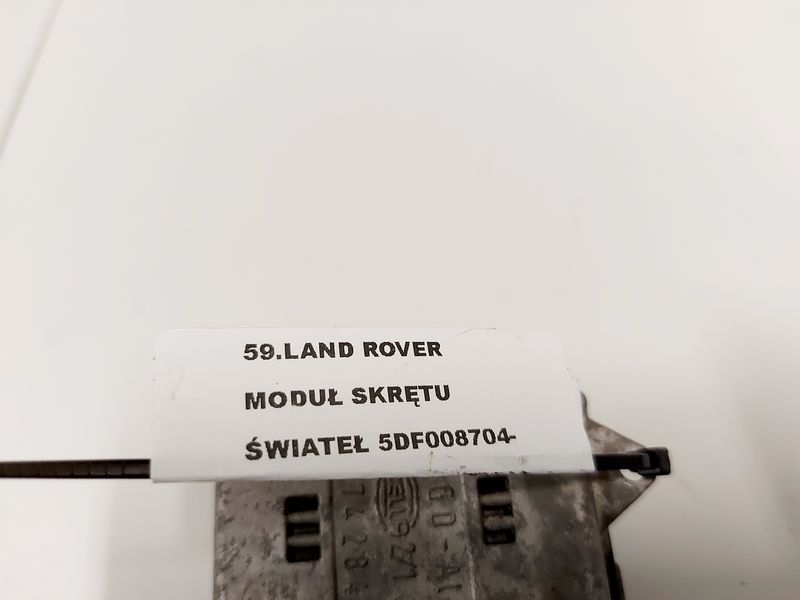 59.LAND ROVER
MODUŁ SKRĘTU
ŚWIATEŁ 5DF008704-